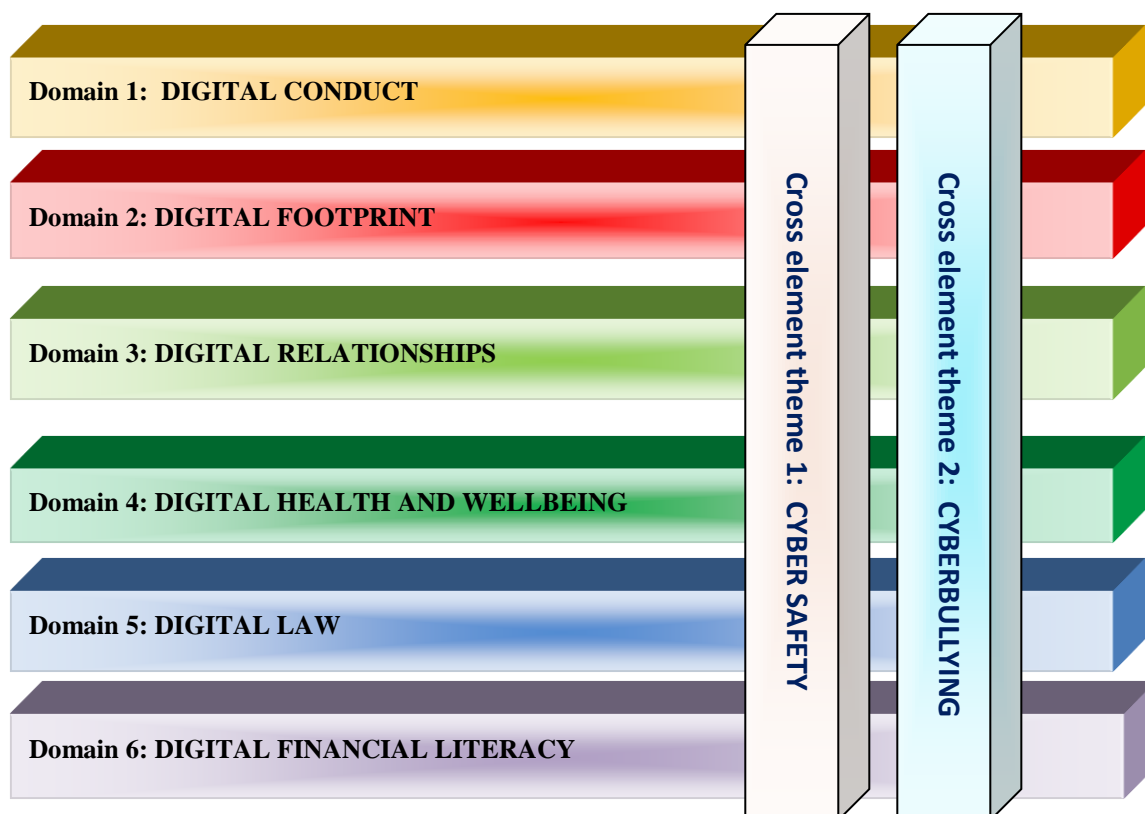 Domain 1:  DIGITAL CONDUCT
Domain 2: DIGITAL FOOTPRINT
Domain 3: DIGITAL RELATIONSHIPS
Domain 4: DIGITAL HEALTH AND WELLBEING
Domain 5: DIGITAL LAW
Domain 6: DIGITAL FINANCIAL LITERACY
Cross element theme 1:  CYBER SAFETY
Cross element theme 2:  CYBERBULLYING